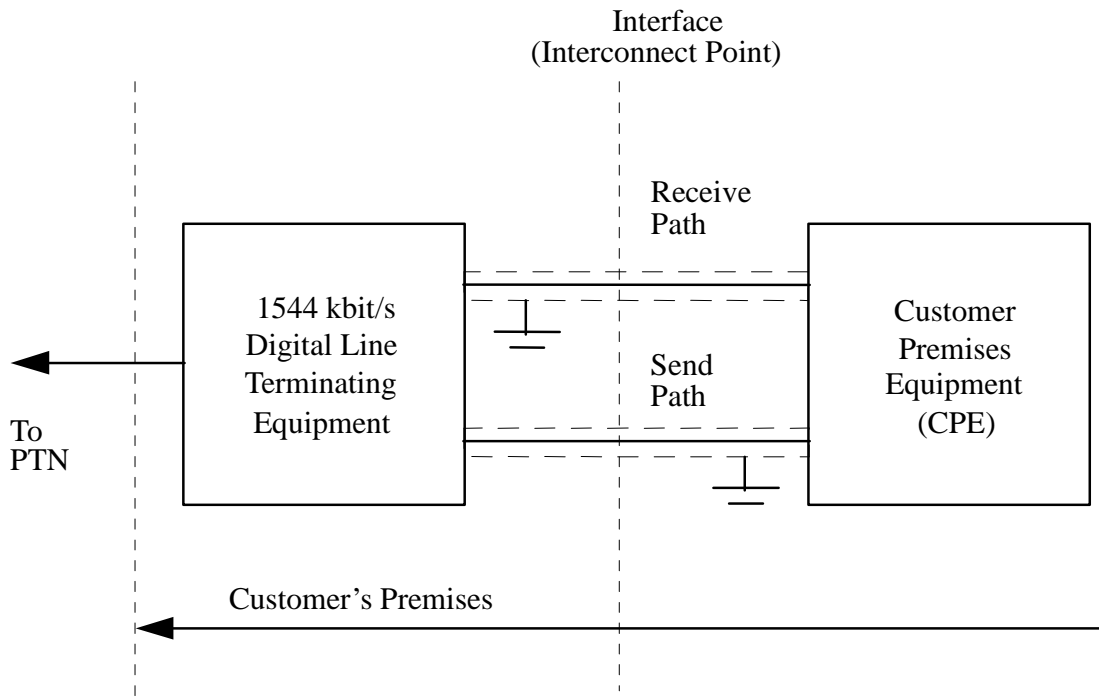 Interface
(Interconnect Point)
Receive
Path
1544 kbit/s
Digital Line
Terminating
Equipment
Customer
Premises
Equipment
(CPE)
Send
Path
To
PTN
Customer’s Premises